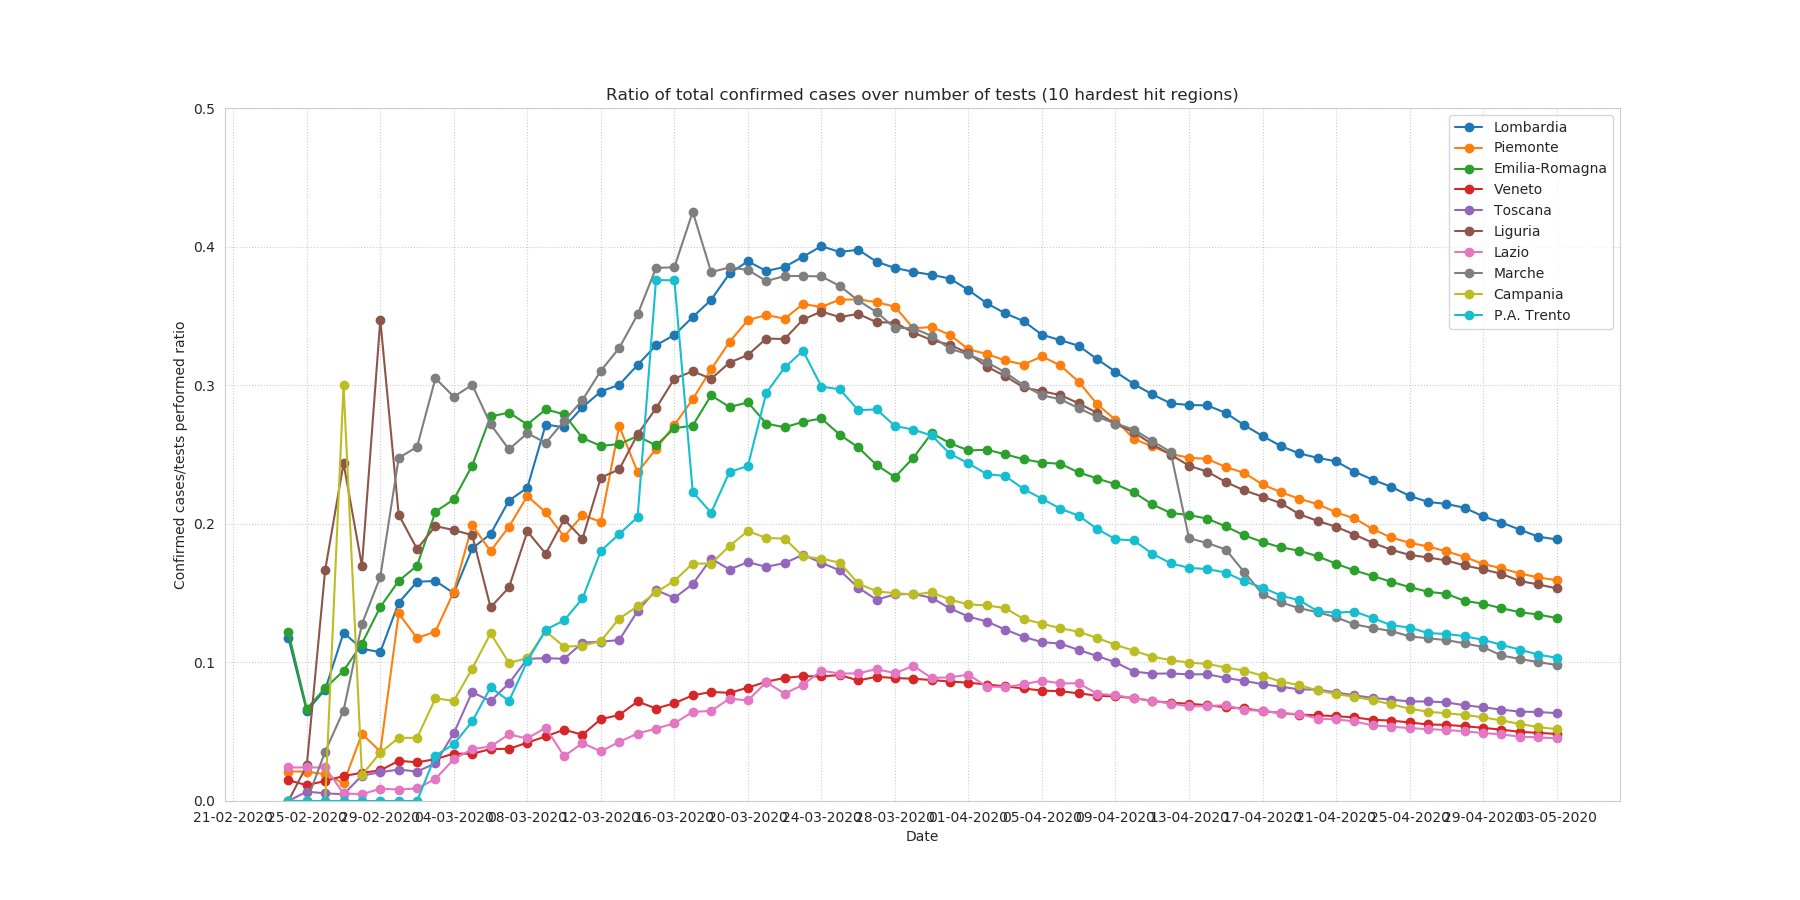 Ratio of total confirmed cases over number of tests (10 hardest hit regions)
0.5
0.4
0.3
0.2
0.1
0.0
Confirmed cases/tests performed ratio
Lombardia
Piemonte
Emilia-Romagna
Veneto
Toscana
Liguria
Lazio
Marche
Campania
P.A. Trento
21-02-2020 25-02-2020 29-02-2020 04-03-2020 08-03-2020 12-03-2020 16-03-2020 20-03-2020 24-03-2020 28-03-2020 01-04-2020 05-04-2020 09-04-2020 13-04-2020 17-04-2020 21-04-2020 25-04-2020 29-04-2020 03-05-2020
Date